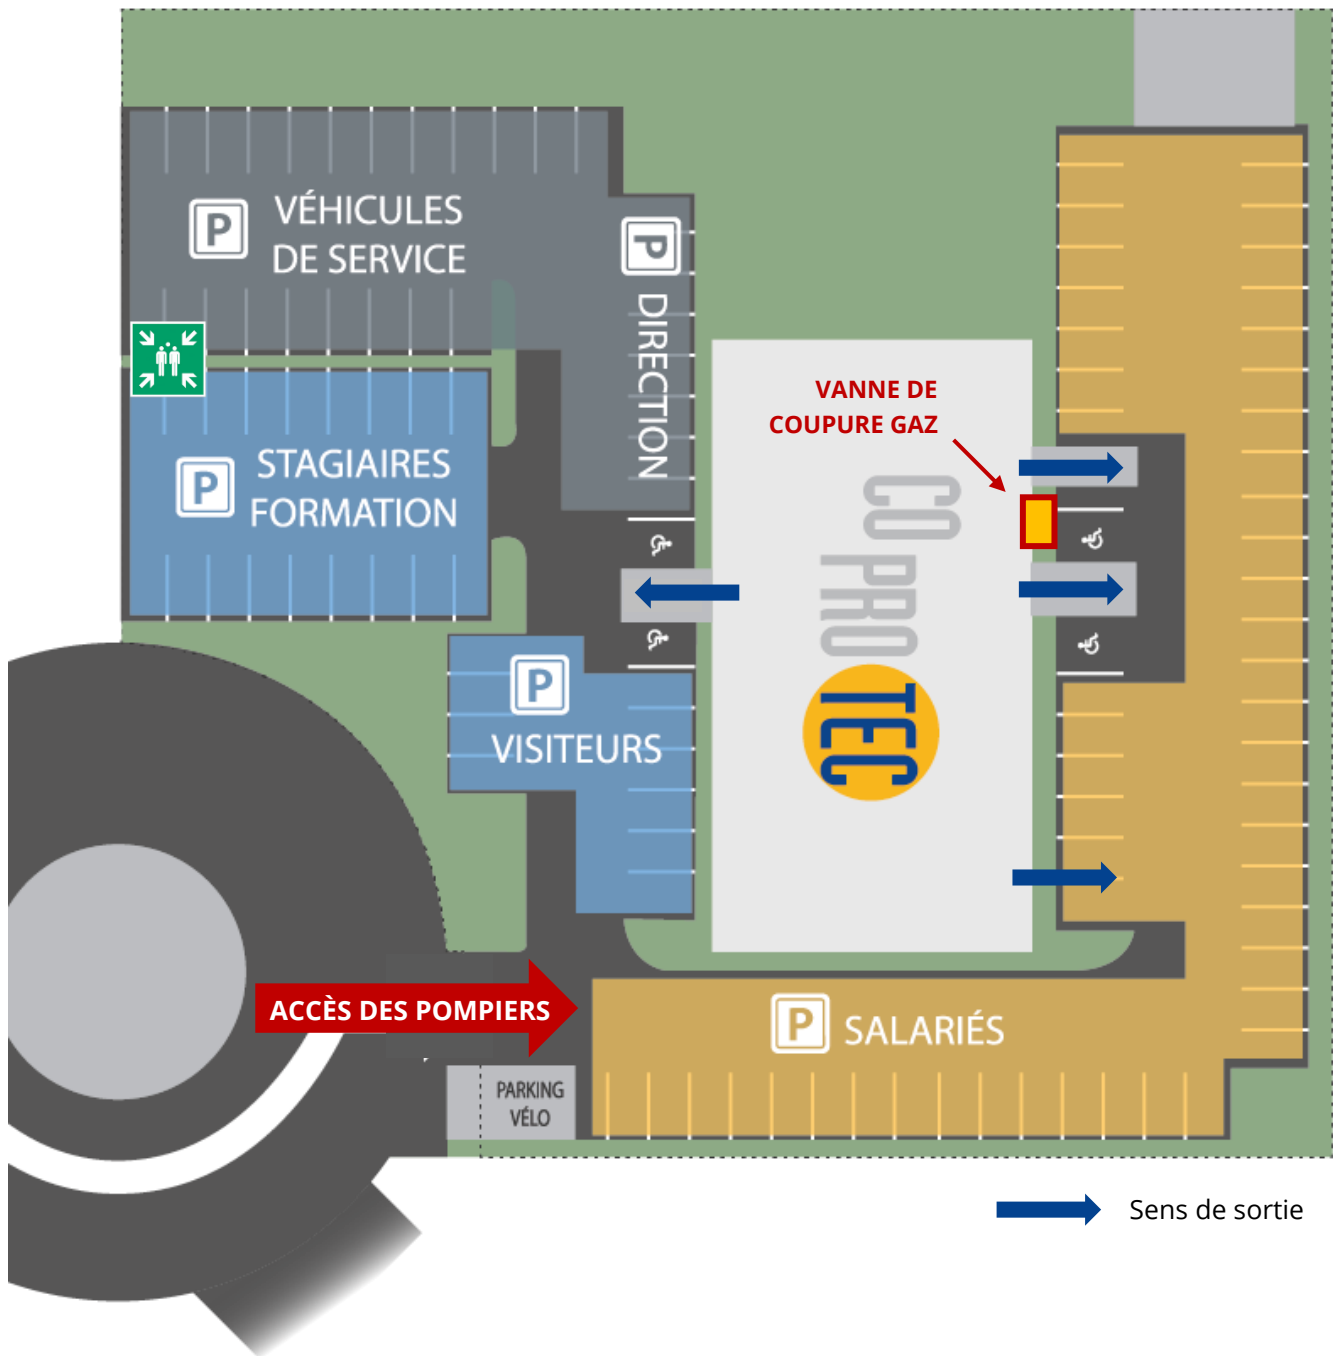 P
VÉHICULES
DE SERVICE
P
DIRECTION
P
STAGIAIRES
FORMATION
VANNE DE
COUPURE GAZ
CO
PRO
TEC
P
VISITEURS
ACCÈS DES POMPIERS
P
SALARIÉS
PARKING
VÉLO
Sens de sortie